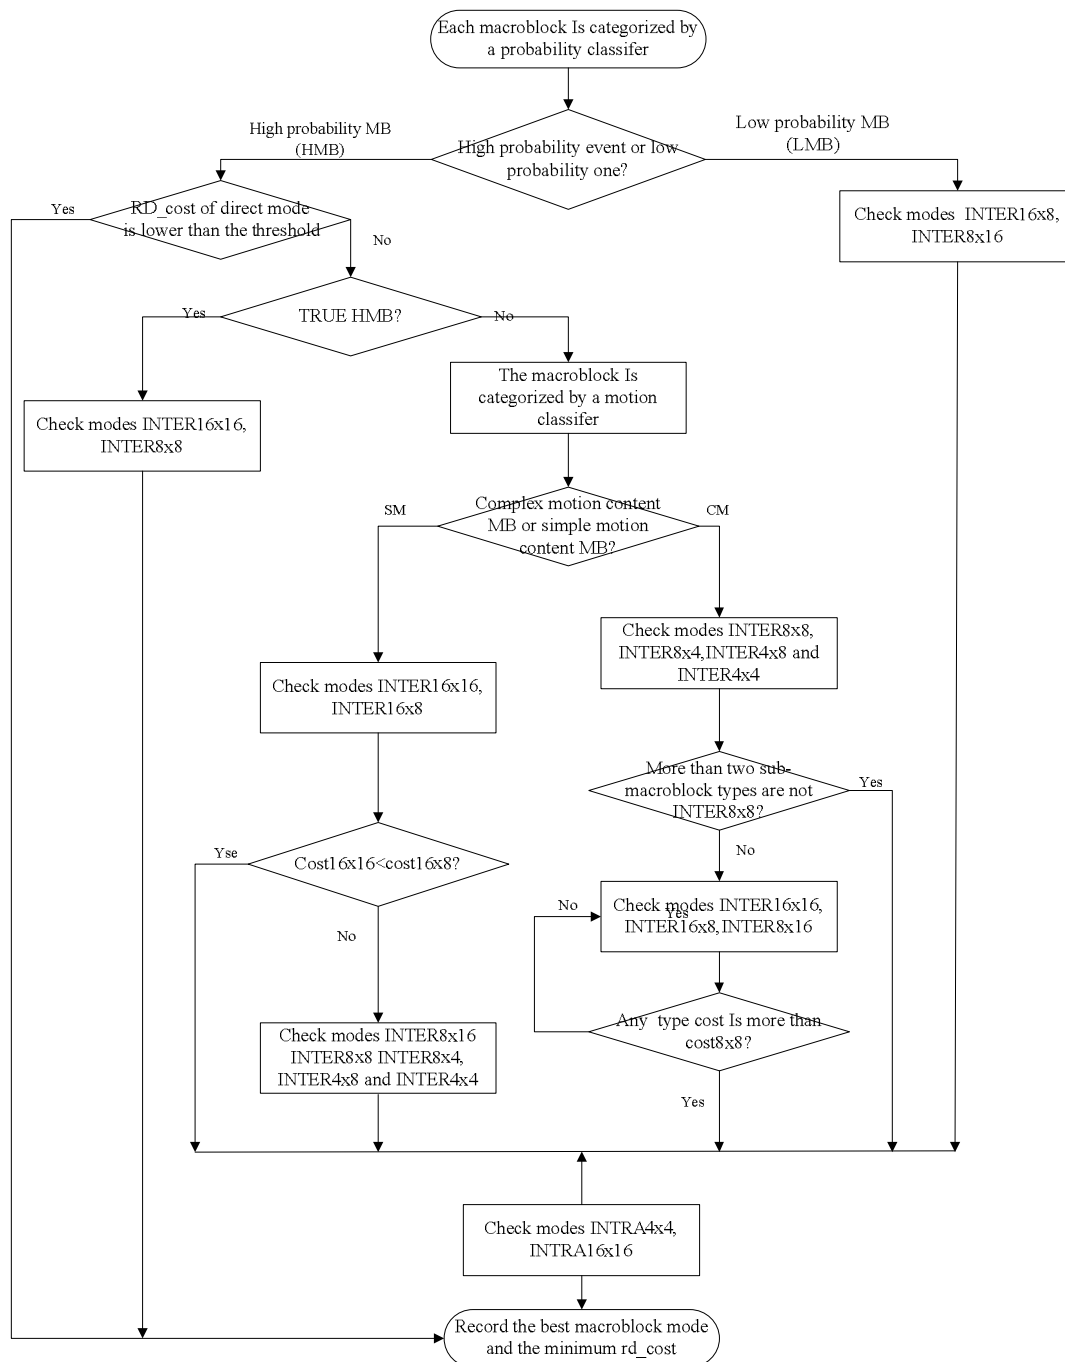 Each macroblock Is categorized by
a probability classifer
High probability MB
(HMB)
High probability event or low
probability one?
Low probability MB
(LMB)
Yes
RD_cost of direct mode
is lower than the threshold
No
Check modes INTER16x8,
INTER8x16
Yes
TRUE HMB?
No
The macroblock Is
categorized by a motion
classifer
Check modes INTER16x16,
INTER8x8
SM
Complex motion content
MB or simple motion
content MB?
CM
Check modes INTER8x8,
INTER8x4,INTER4x8 and
INTER4x4
Check modes INTER16x16,
INTER16x8
More than two sub-
macroblock types are not
INTER8x8?
Yes
No
Yse
Cost16x16<cost16x8?
No
No
Check modes INTER16x16,
Yes
INTER16x8,INTER8x16
Any type cost Is more than
cost8x8?
Yes
Check modes INTER8x16
INTER8x8 INTER8x4,
INTER4x8 and INTER4x4
Check modes INTRA4x4,
INTRA16x16
Record the best macroblock mode
and the minimum rd_cost